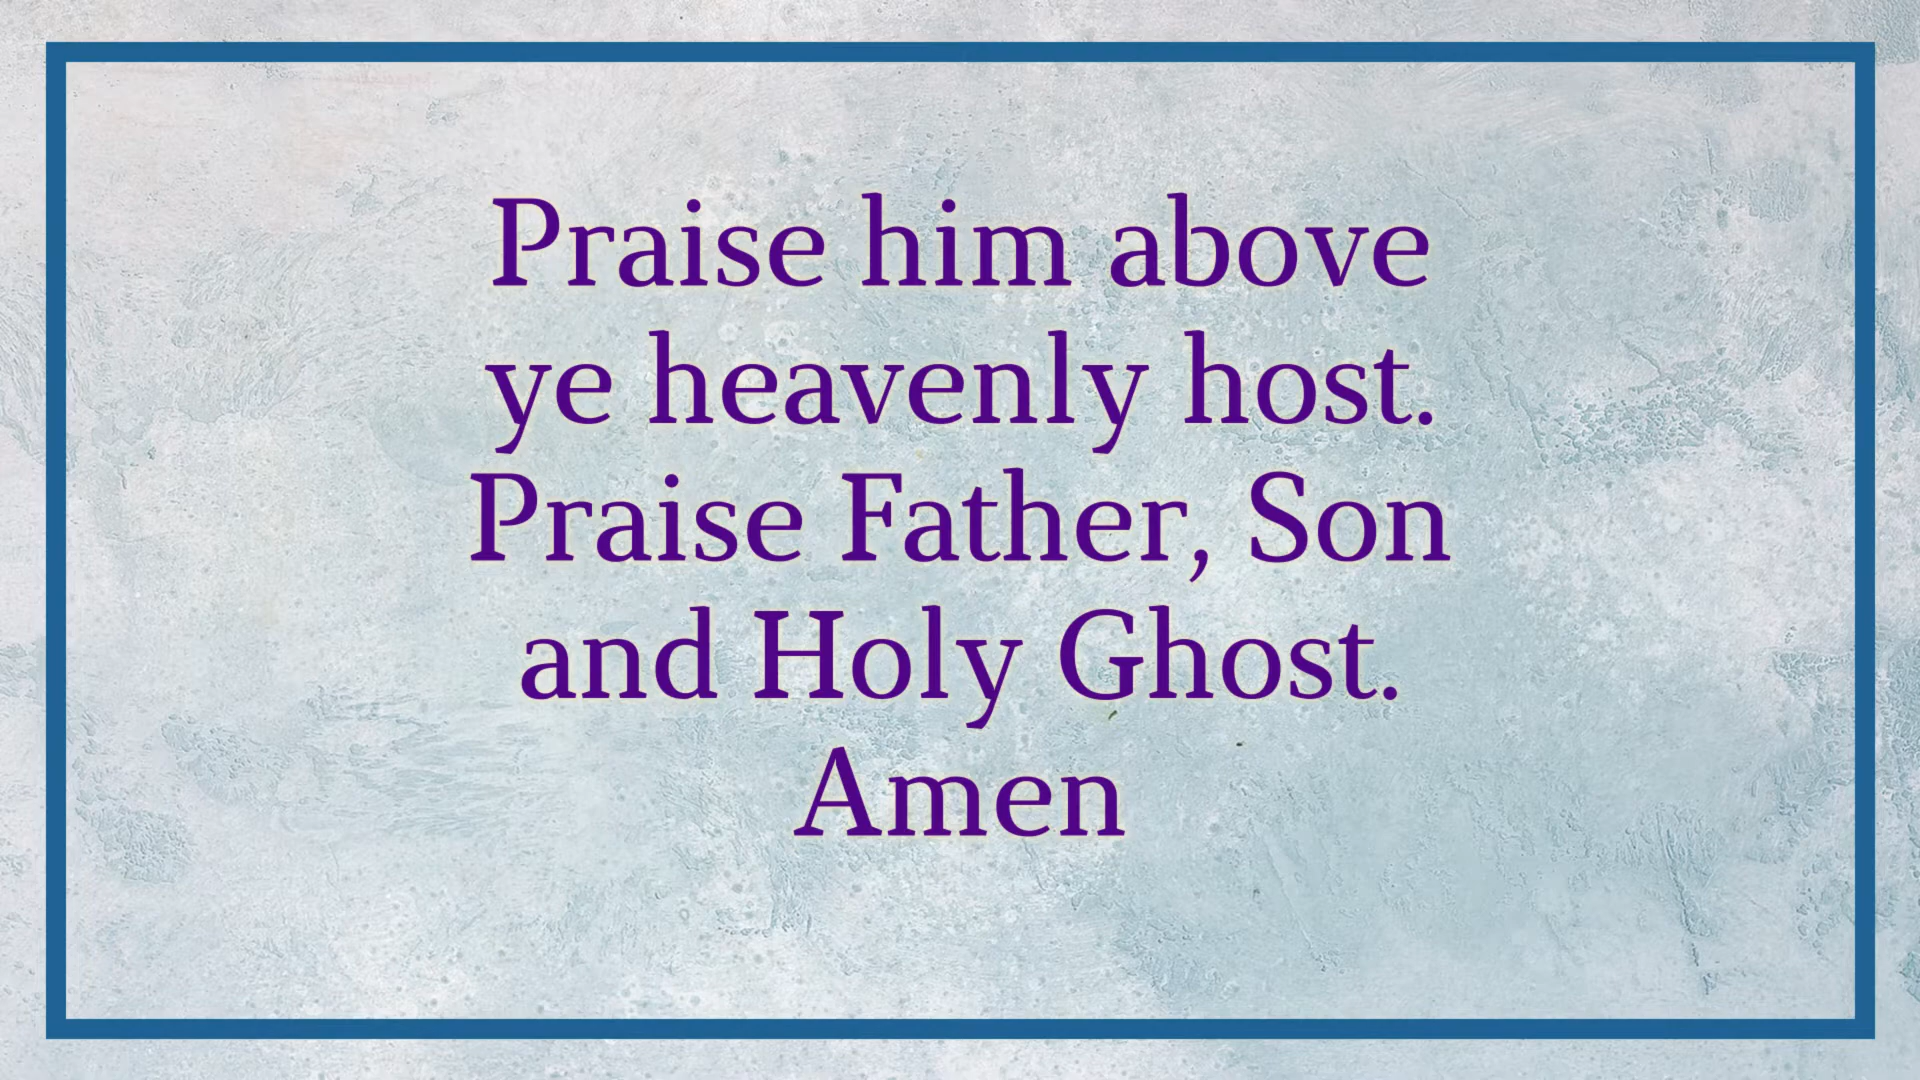 Praise him above
ye heavenly host.
Praise Father, Son
and Holy Ghost.
Amen